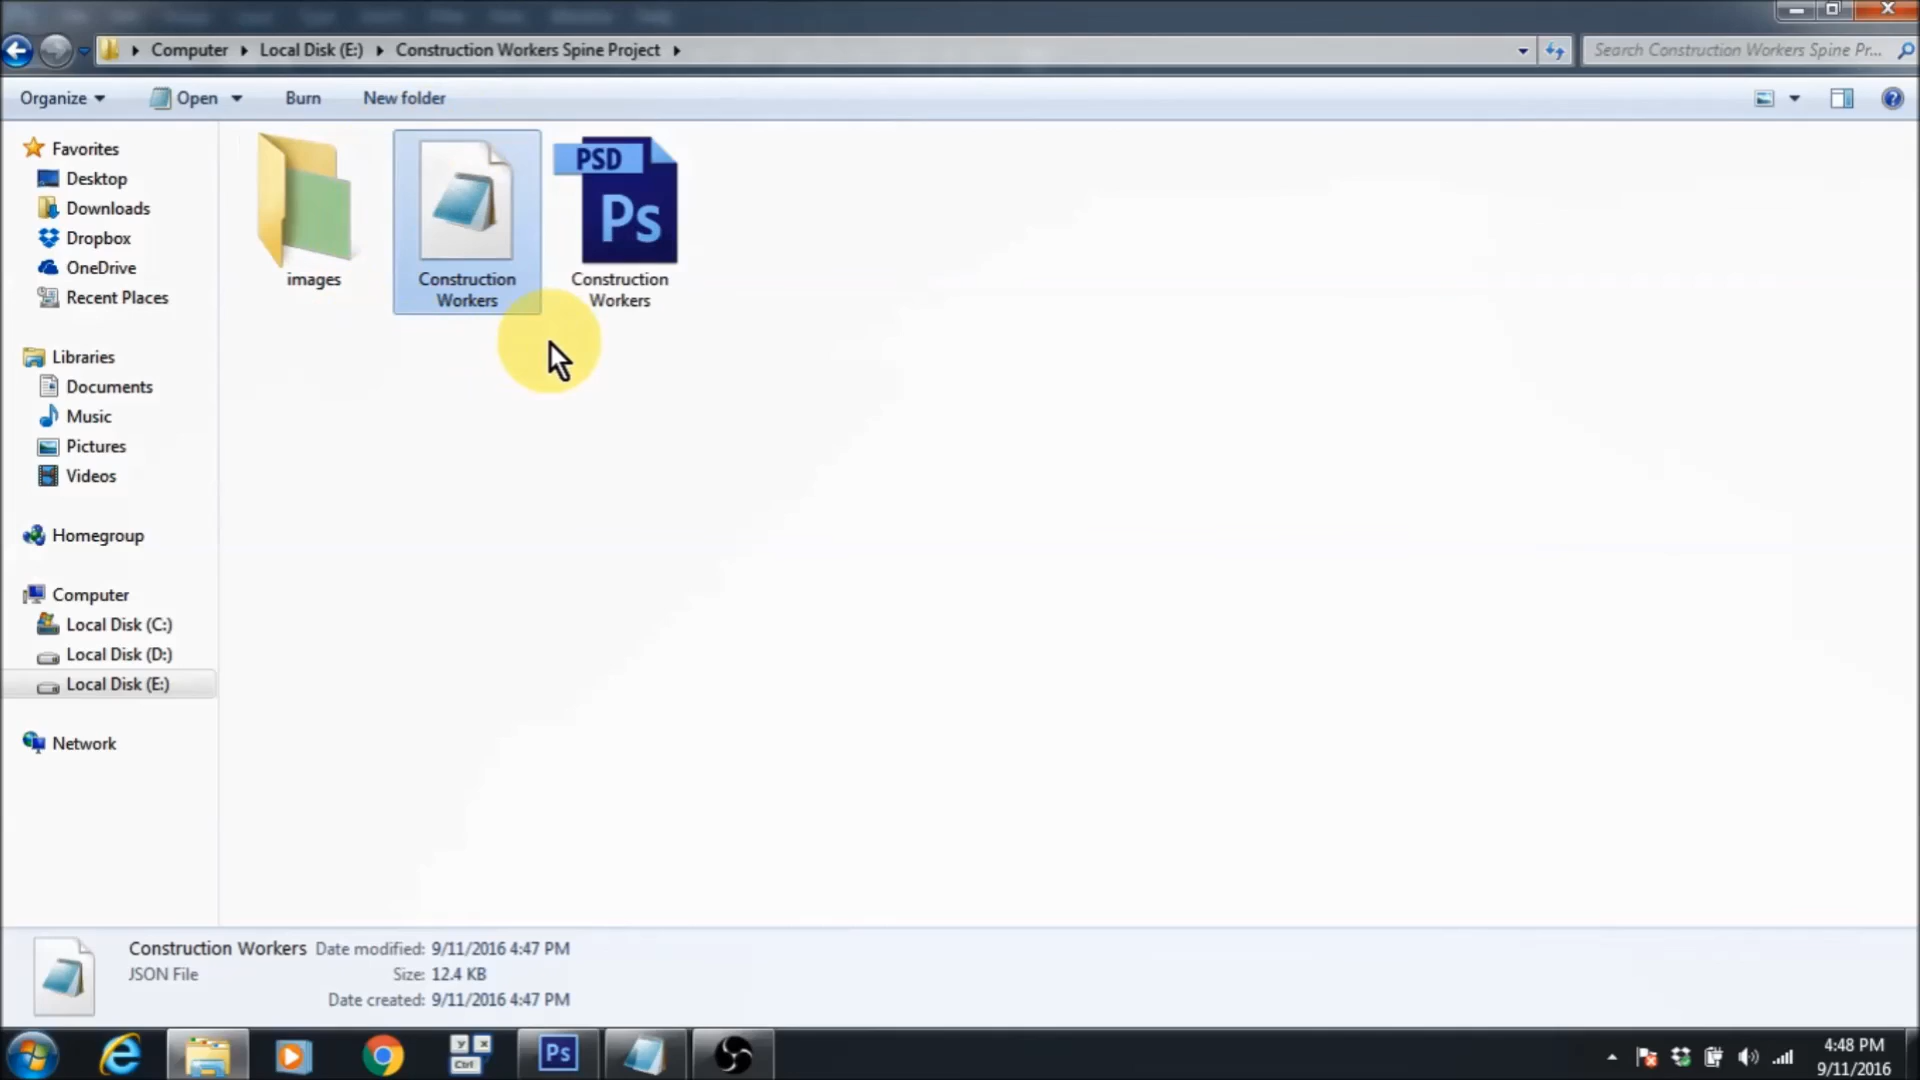 Computer Local Disk (E:) Construction Workers Spine Project
Search Construction Workers Spine Pr...
Organize Open Burn New folder
Favorites
Desktop
Downloads
Dropbox
OneDrive
Recent Places
Libraries
Documents
Music
Pictures
Videos
Homegroup
Computer
Local Disk (C:)
Local Disk (D:)
Local Disk (E:)
Network
images
Construction
Workers
PSD
Ps
Construction
Workers
Construction Workers Date modified: 9/11/2016 4:47 PM
JSON File Size: 12.4 KB
Date created: 9/11/2016 4:47 PM
Y X
Ctrl
Ps
4:48 PM
9/11/2016